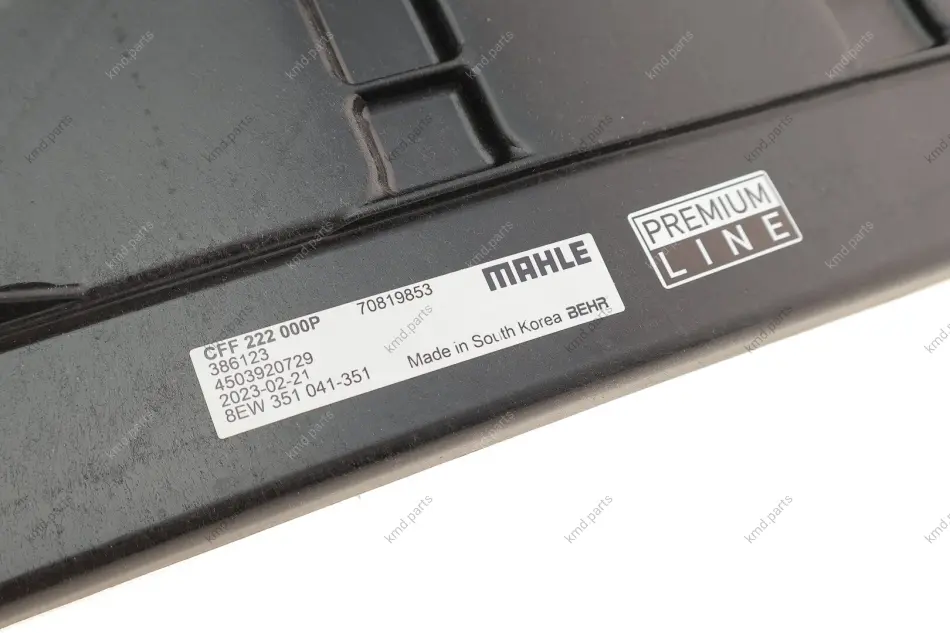 CFF 222 000P 70819853 MAHLE
386123
4503920729
2023-02-21
8EW 351 041-351 Made in South Korea BEHR
PREMIUM
LINE
kmd.parts